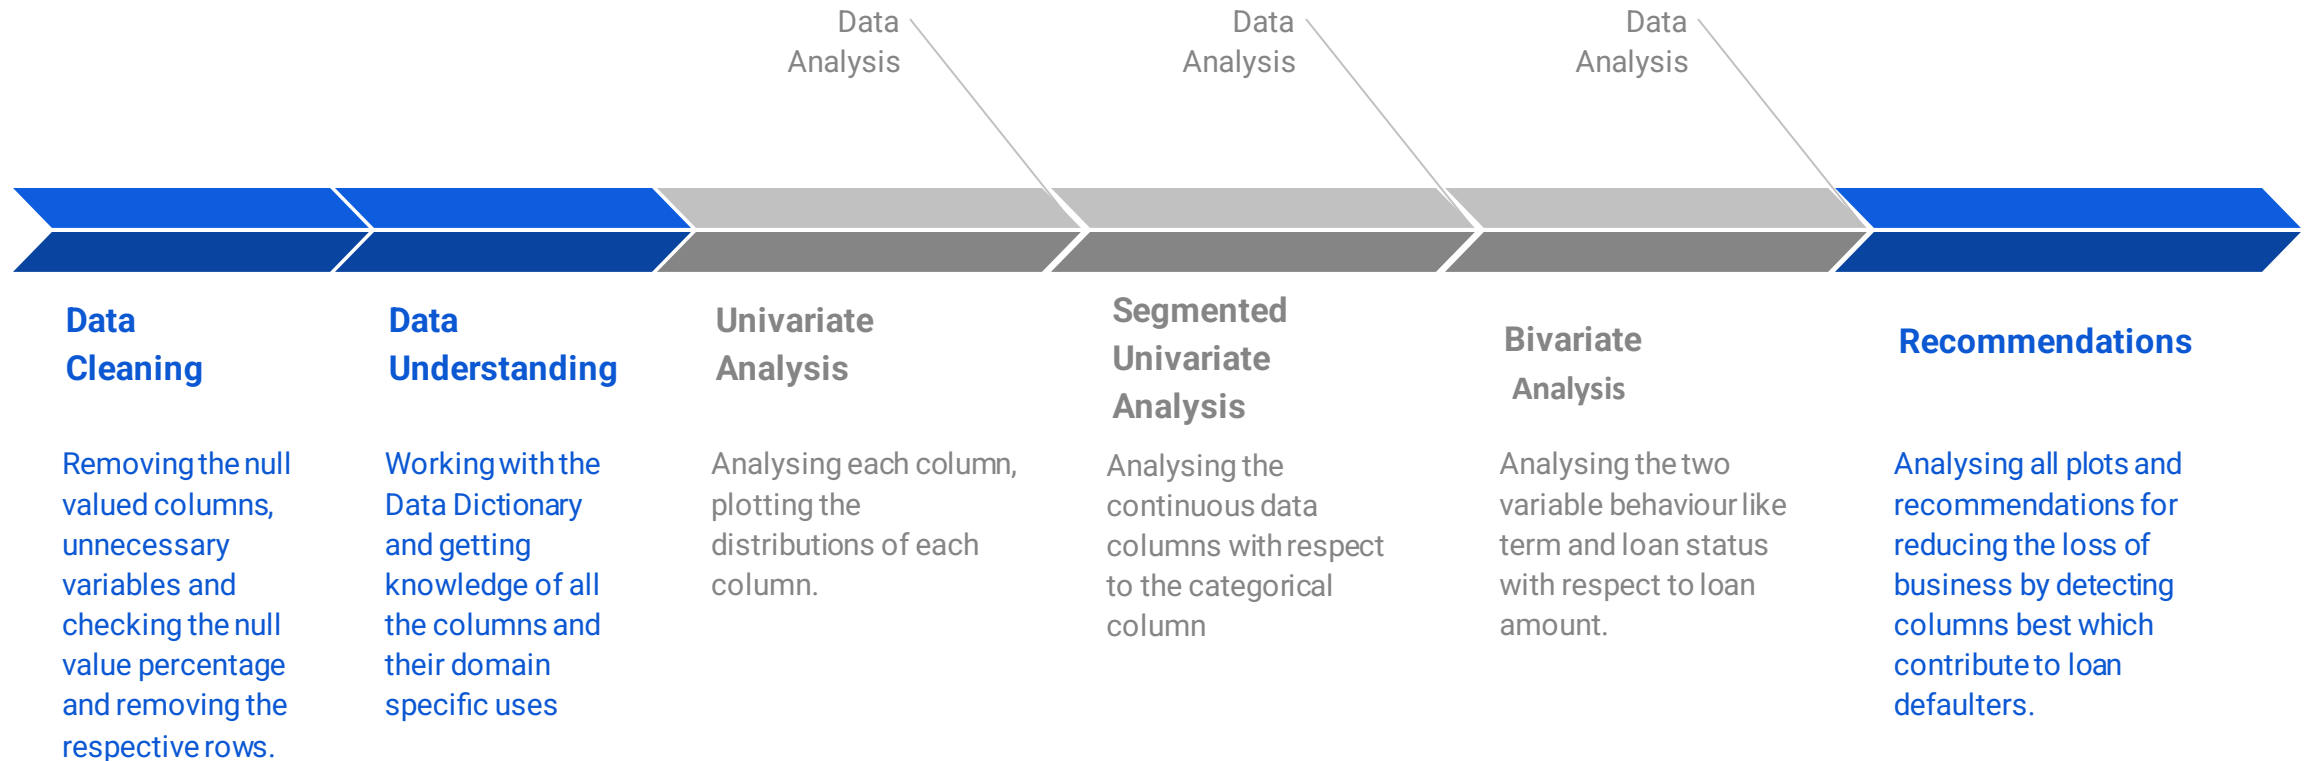 Data
Analysis
Data
Analysis
Data
Analysis
Data
Cleaning
Removing the null
valued columns,
unnecessary
variables and
checking the null
value percentage
and removing the
respective rows.
Data
Understanding
Working with the
Data Dictionary
and getting
knowledge of all
the columns and
their domain
specific uses
Univariate
Analysis
Analysing each column,
plotting the
distributions of each
column.
Segmented
Univariate
Analysis
Analysing the
continuous data
columns with respect
to the categorical
column
Bivariate
Analysis
Analysing the two
variable behaviour like
term and loan status
with respect to loan
amount.
Recommendations
Analysing all plots and
recommendations for
reducing the loss of
business by detecting
columns best which
contribute to loan
defaulters.